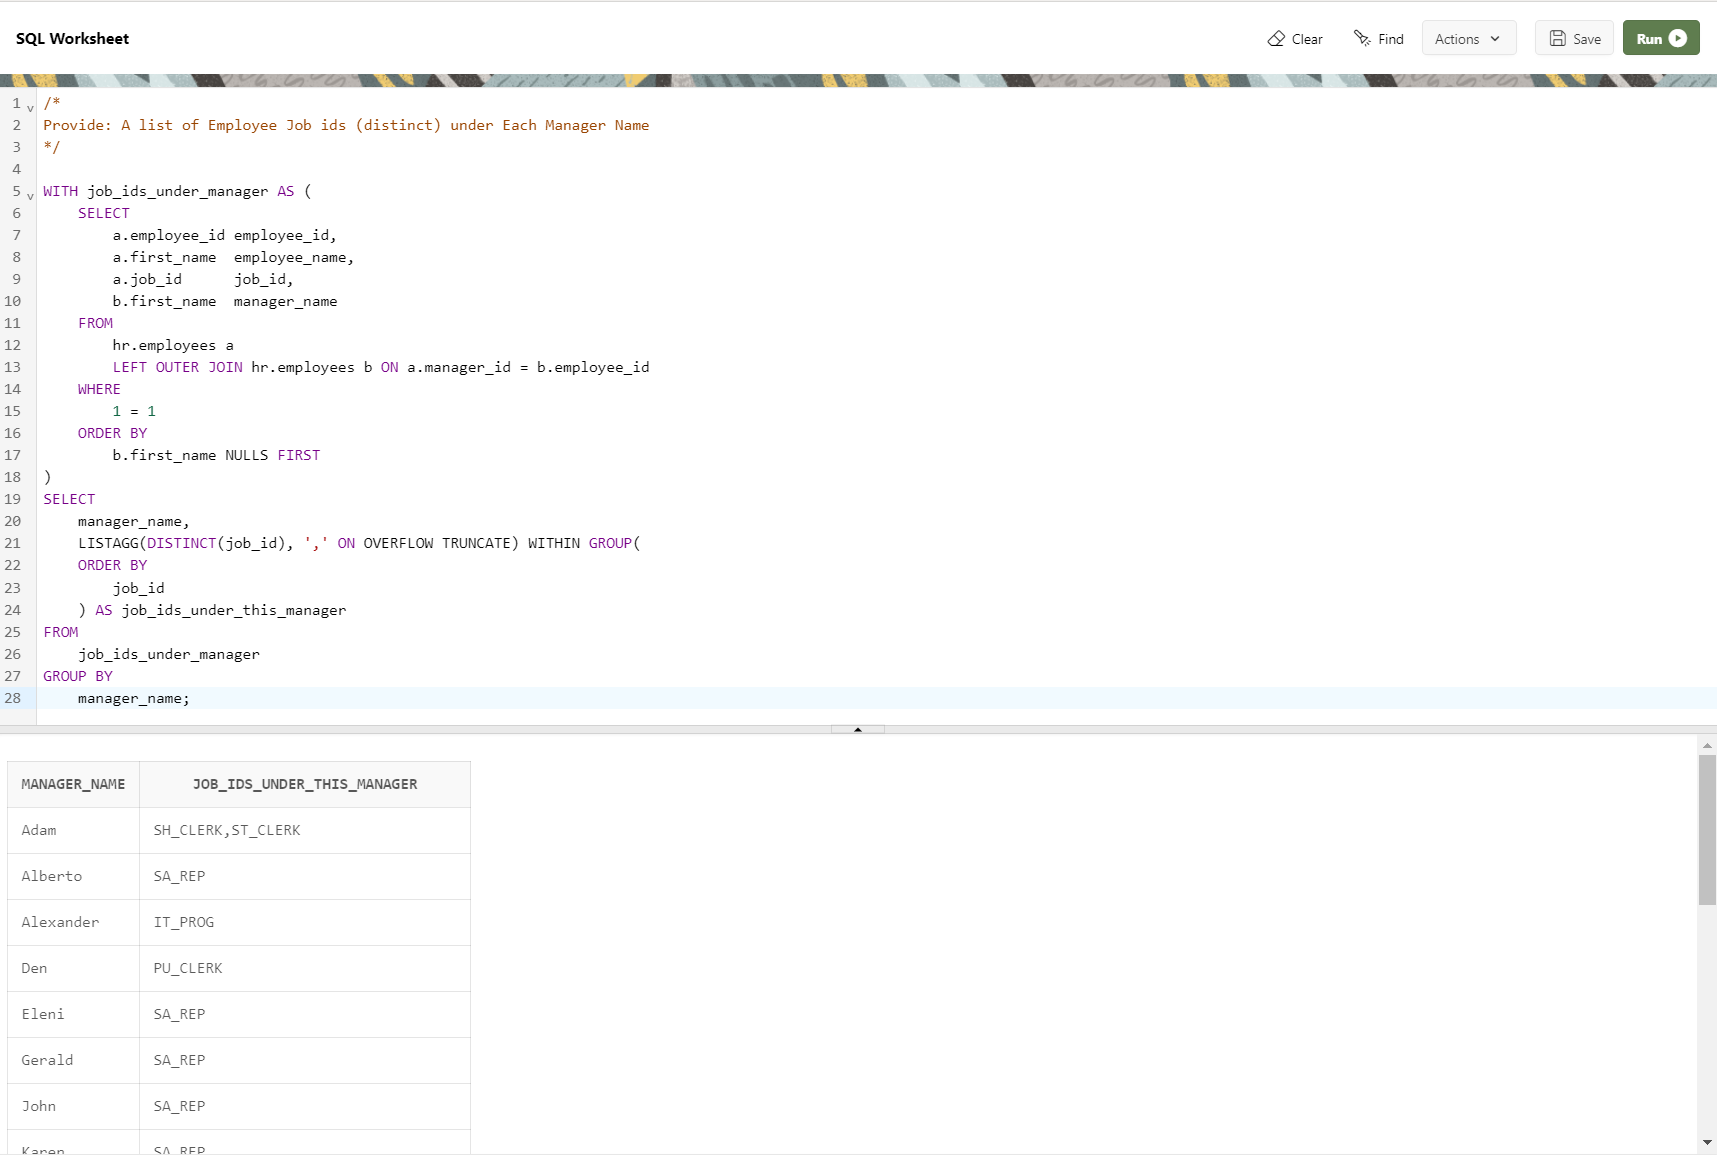 SQL Worksheet
Clear Find Actions Save Run
1 /*
2 Provide: A list of Employee Job ids (distinct) under Each Manager Name
3 */
4
5 WITH job_ids_under_manager AS (
6     SELECT
7         a.employee_id employee_id,
8         a.first_name  employee_name,
9         a.job_id      job_id,
10         b.first_name  manager_name
11     FROM
12         hr.employees a
13         LEFT OUTER JOIN hr.employees b ON a.manager_id = b.employee_id
14     WHERE
15         1 = 1
16     ORDER BY
17         b.first_name NULLS FIRST
18 )
19 SELECT
20     manager_name,
21     LISTAGG(DISTINCT(job_id), ',' ON OVERFLOW TRUNCATE) WITHIN GROUP(
22     ORDER BY
23         job_id
24     ) AS job_ids_under_this_manager
25 FROM
26     job_ids_under_manager
27 GROUP BY
28     manager_name;
MANAGER_NAME JOB_IDS_UNDER_THIS_MANAGER
Adam SH_CLERK,ST_CLERK
Alberto SA_REP
Alexander IT_PROG
Den PU_CLERK
Eleni SA_REP
Gerald SA_REP
John SA_REP
Karen SA_REP